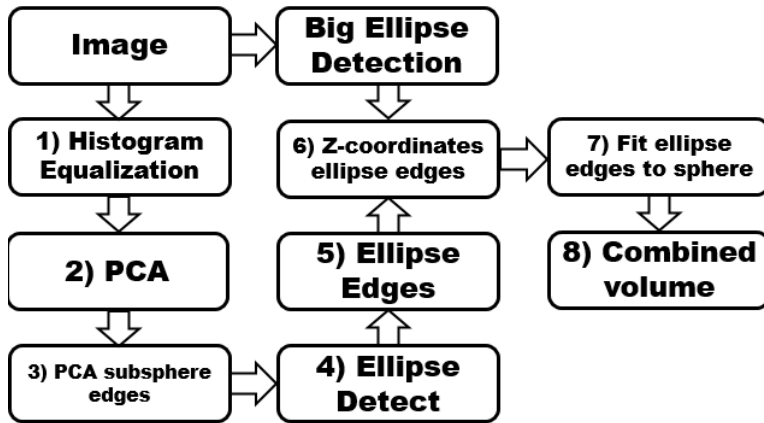 Image
Big Ellipse
Detection
1) Histogram
Equalization
6) Z-coordinates
ellipse edges
7) Fit ellipse
edges to sphere
2) PCA
5) Ellipse
Edges
8) Combined
volume
3) PCA subsphere
edges
4) Ellipse
Detect